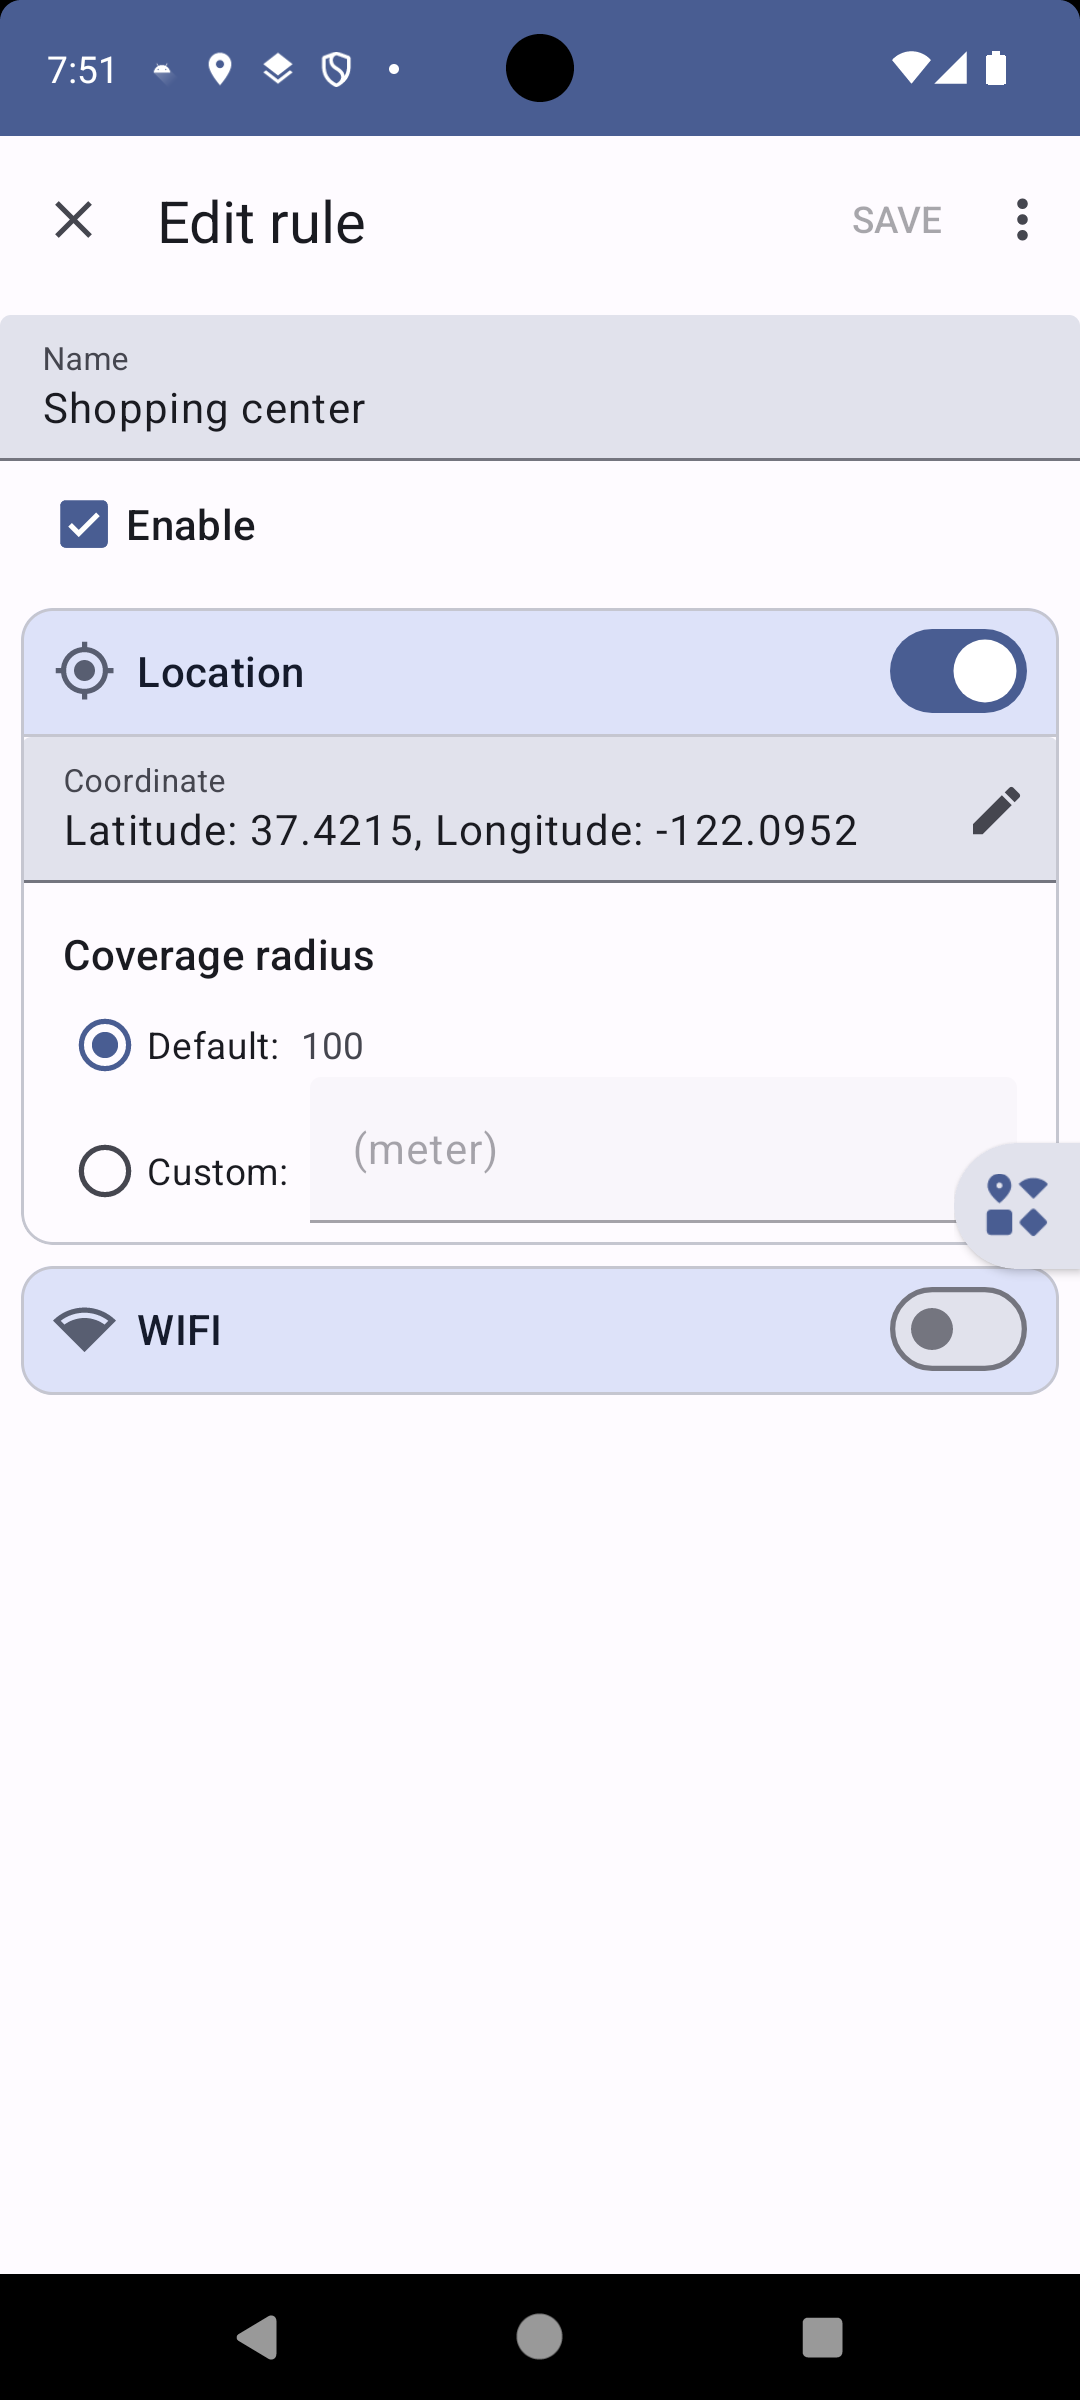 7:51
Edit rule
SAVE
Name
Shopping center
Enable
Location
Coordinate
Latitude: 37.4215, Longitude: -122.0952
Coverage radius
Default: 100
(meter)
Custom:
WIFI